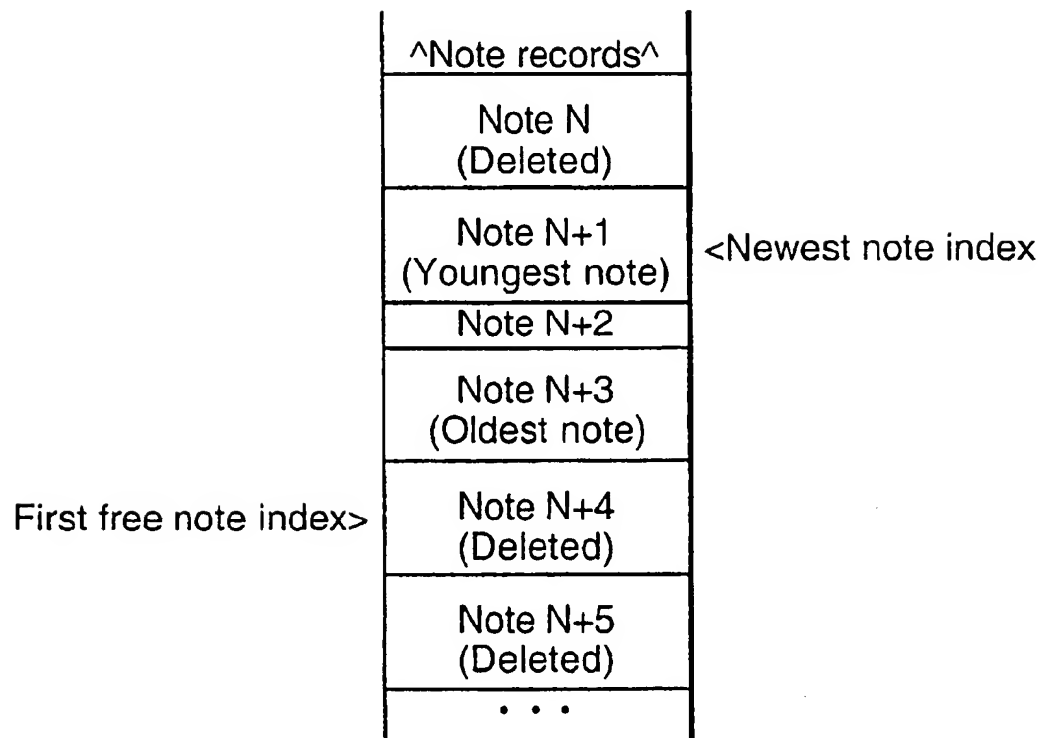 ^Note records^
Note N
(Deleted)
Note N+1
(Youngest note)
<Newest note index
Note N+2
Note N+3
(Oldest note)
First free note index>
Note N+4
(Deleted)
Note N+5
(Deleted)
. . .